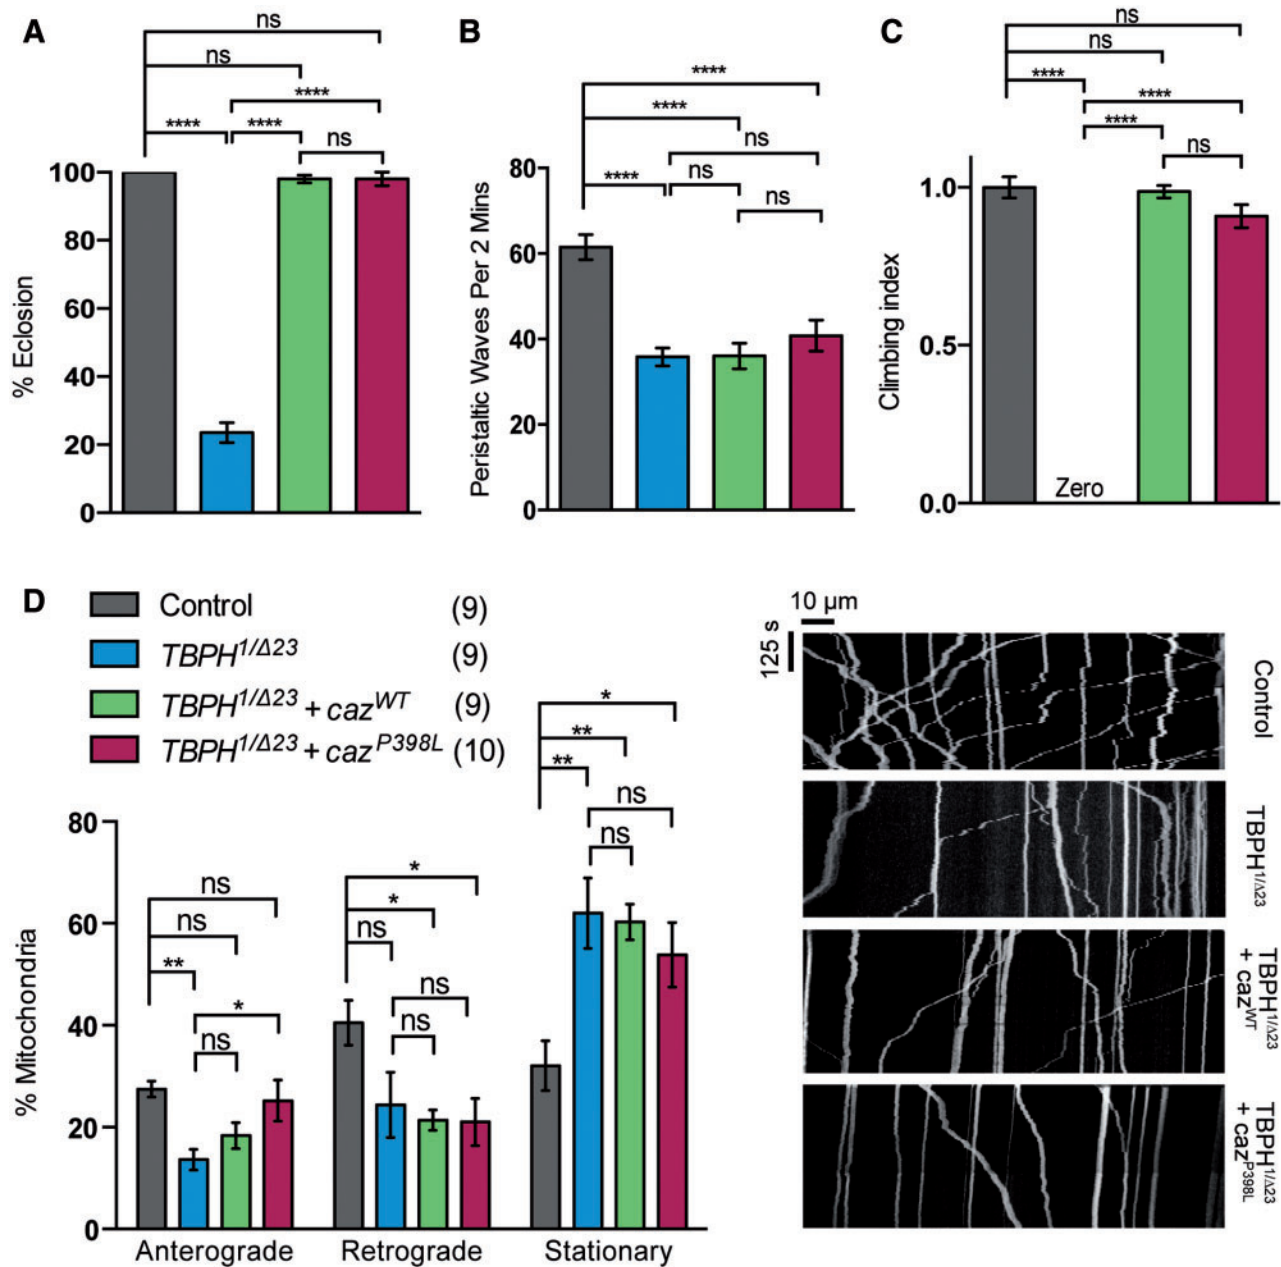 A
ns
ns
****
**** ****
ns
% Eclosion
100
80
60
40
20
0
B
****
****
ns
**** ns
ns
Peristaltic Waves Per 2 Mins
80
60
40
20
0
C
ns
ns
****
****
****
ns
Climbing index
1.0
0.5
0.0
Zero
D
Control (9)
TBPH1/Δ23 (9)
TBPH1/Δ23 + cazWT (9)
TBPH1/Δ23 + cazP398L (10)
% Mitochondria
80
60
40
20
0
ns
ns
**
*
ns
*
*
ns
ns
ns
*
**
**
ns
ns
Anterograde Retrograde Stationary
10 µm
125 s
Control
TBPH1/Δ23
TBPH1/Δ23
+ cazWT
TBPH1/Δ23
+ cazP398L